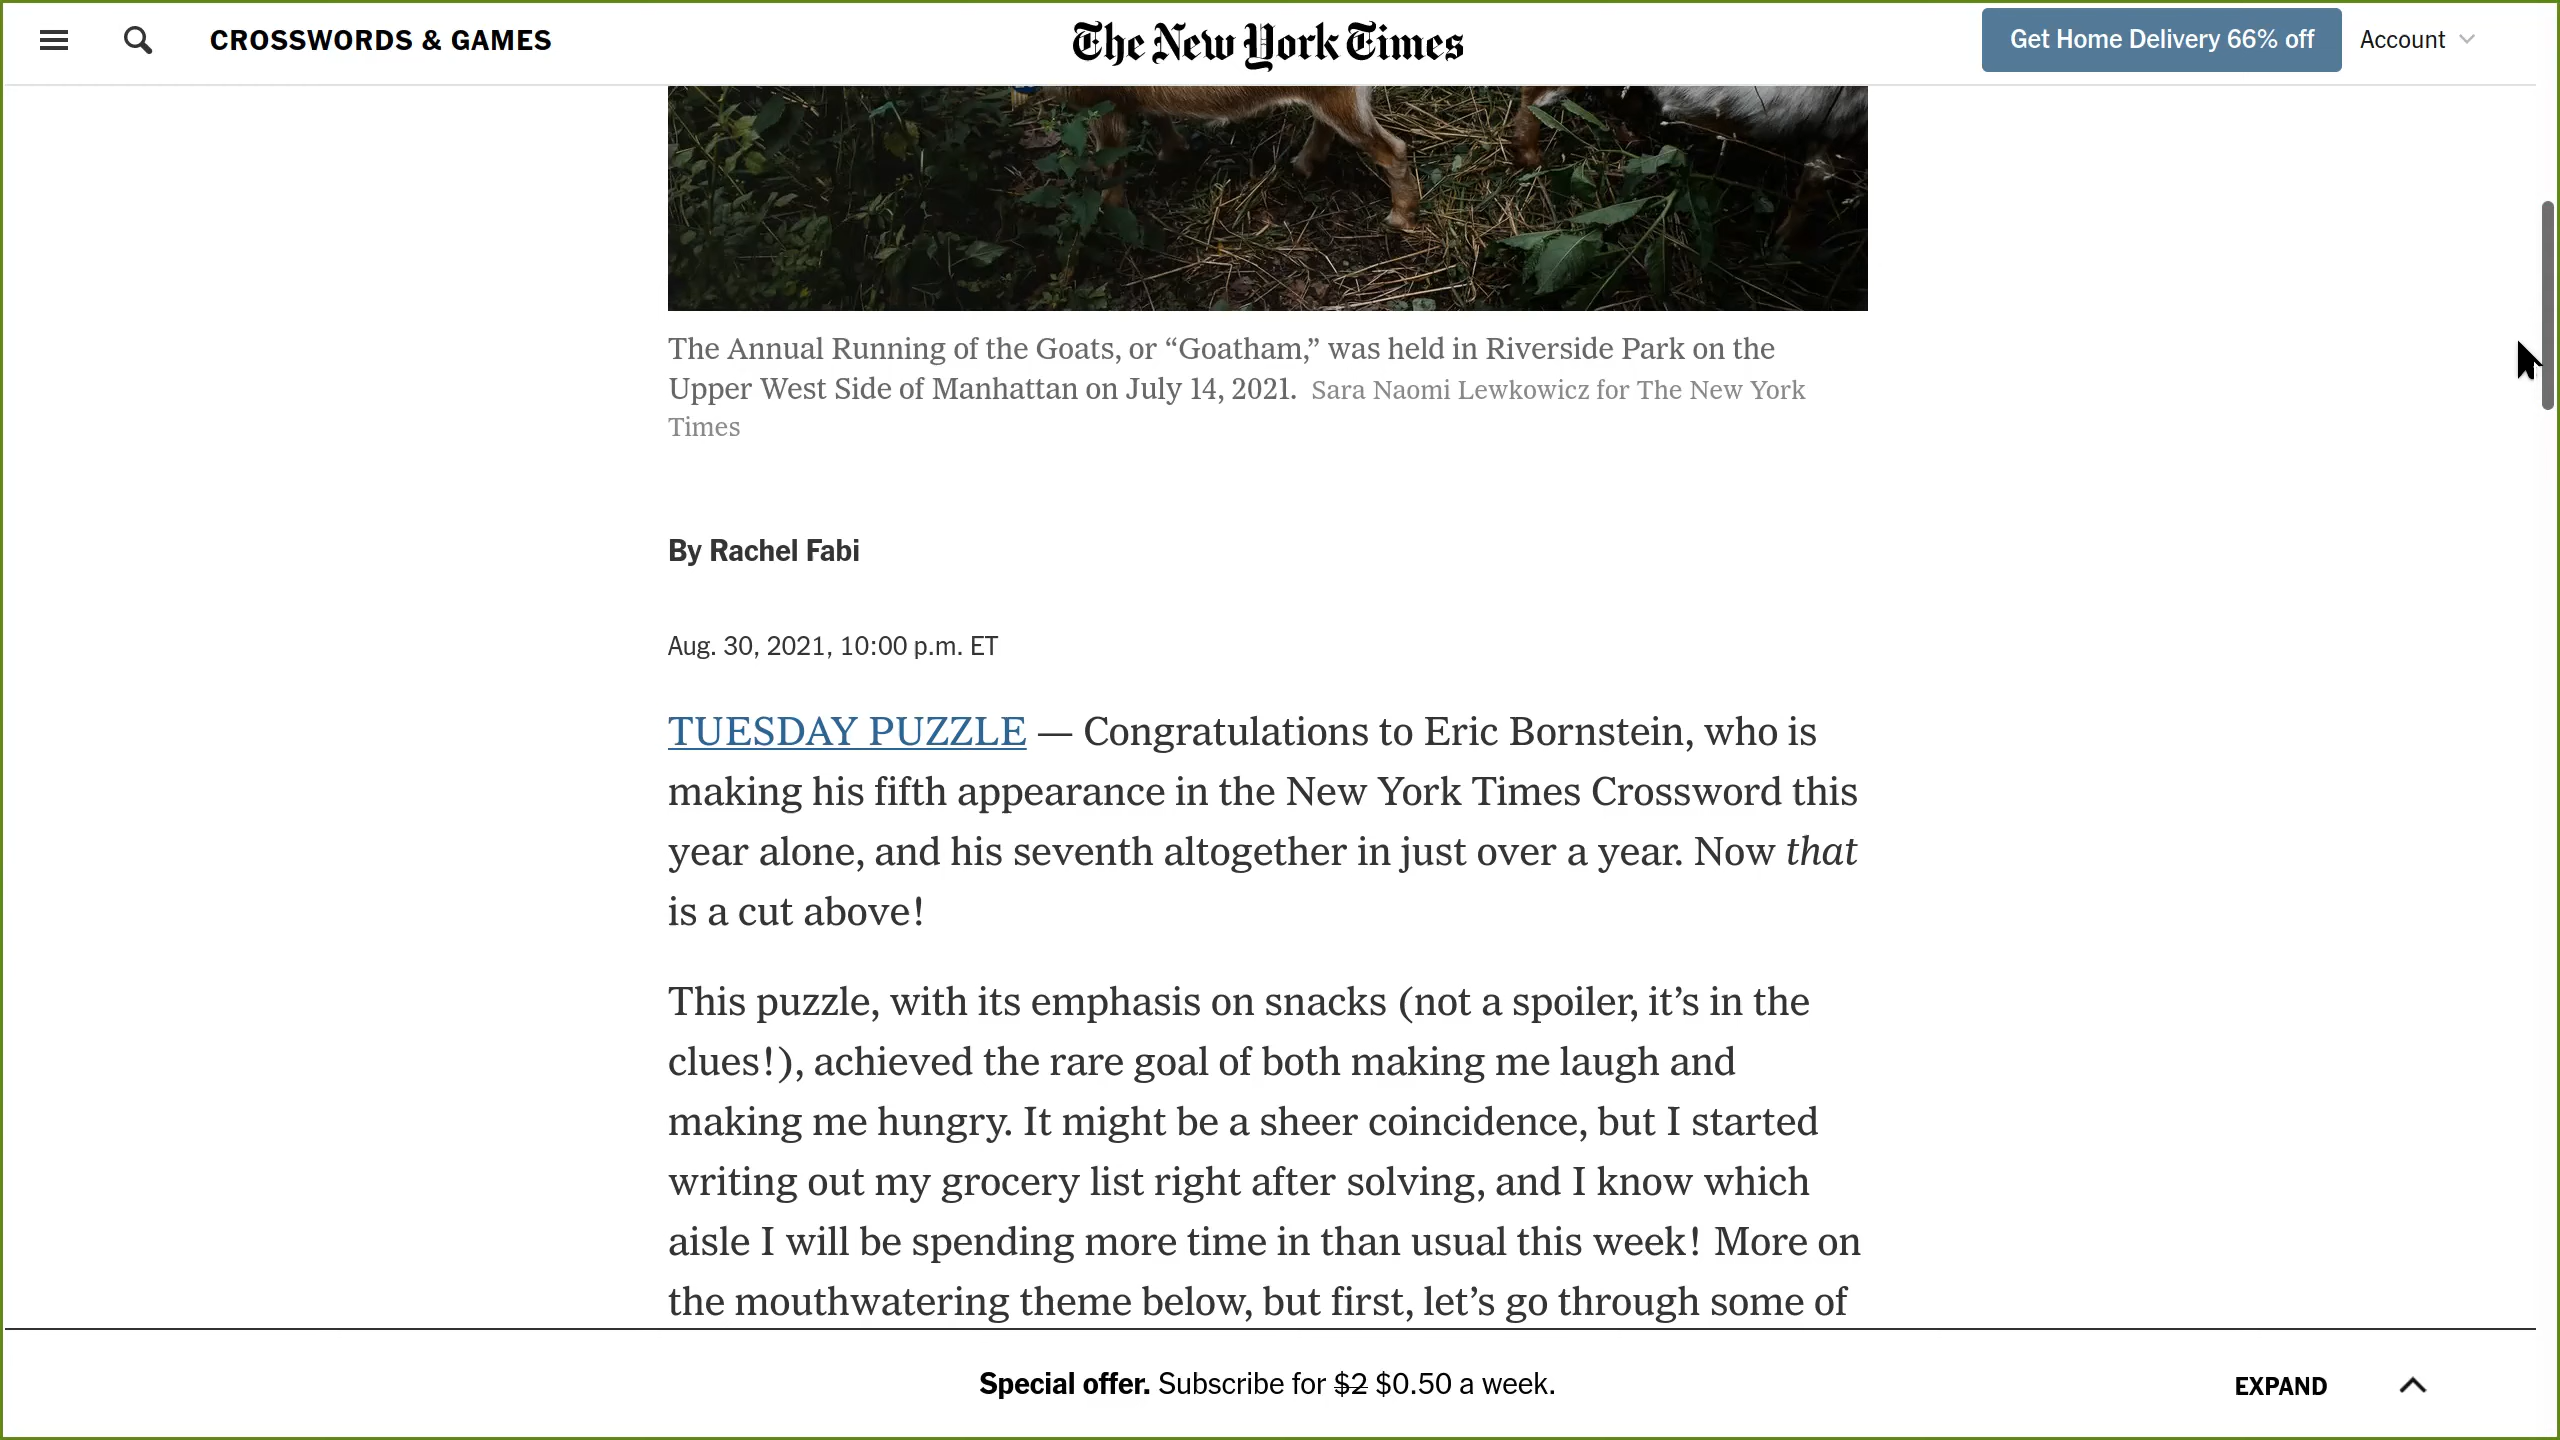 CROSSWORDS & GAMES
The New York Times
Get Home Delivery 66% off
Account
The Annual Running of the Goats, or “Goatham,” was held in Riverside Park on the
Upper West Side of Manhattan on July 14, 2021. Sara Naomi Lewkowicz for The New York
Times
By Rachel Fabi
Aug. 30, 2021, 10:00 p.m. ET
TUESDAY PUZZLE — Congratulations to Eric Bornstein, who is
making his fifth appearance in the New York Times Crossword this
year alone, and his seventh altogether in just over a year. Now that
is a cut above!
This puzzle, with its emphasis on snacks (not a spoiler, it’s in the
clues!), achieved the rare goal of both making me laugh and
making me hungry. It might be a sheer coincidence, but I started
writing out my grocery list right after solving, and I know which
aisle I will be spending more time in than usual this week! More on
the mouthwatering theme below, but first, let’s go through some of
Special offer. Subscribe for $2 $0.50 a week.
EXPAND